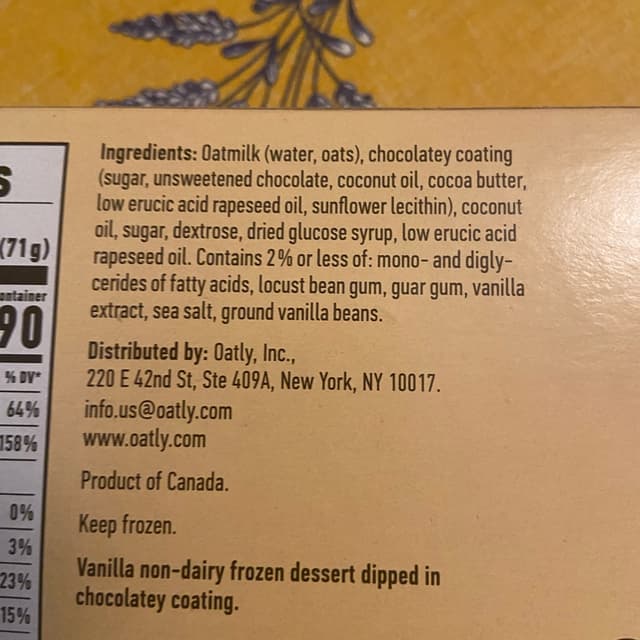 s
(71g)
ontainer
90
% DV*
64%
158%
0%
3%
23%
15%
Ingredients: Oatmilk (water, oats), chocolatey coating
(sugar, unsweetened chocolate, coconut oil, cocoa butter,
low erucic acid rapeseed oil, sunflower lecithin), coconut
oil, sugar, dextrose, dried glucose syrup, low erucic acid
rapeseed oil. Contains 2% or less of: mono- and digly-
cerides of fatty acids, locust bean gum, guar gum, vanilla
extract, sea salt, ground vanilla beans.
Distributed by: Oatly, Inc.,
220 E 42nd St, Ste 409A, New York, NY 10017.
info.us@oatly.com
www.oatly.com
Product of Canada.
Keep frozen.
Vanilla non-dairy frozen dessert dipped in
chocolatey coating.